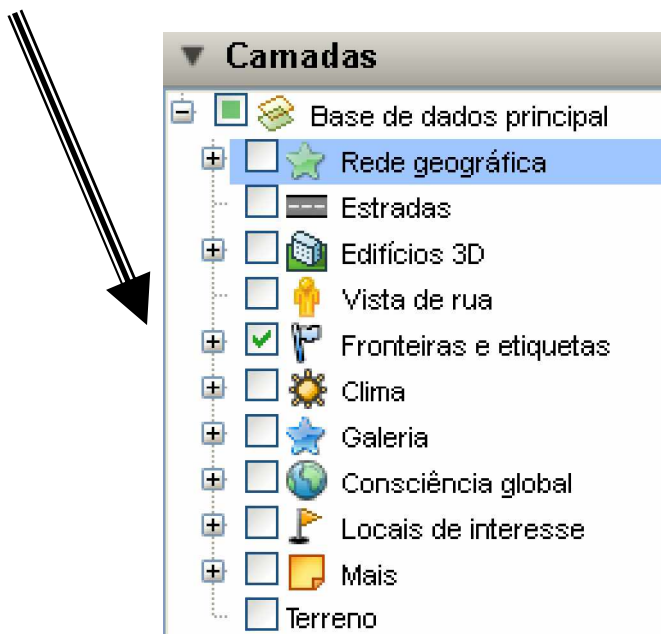 Camadas
Base de dados principal
Rede geográfica
Estradas
Edifícios 3D
Vista de rua
Fronteiras e etiquetas
Clima
Galeria
Consciência global
Locais de interesse
Mais
Terreno